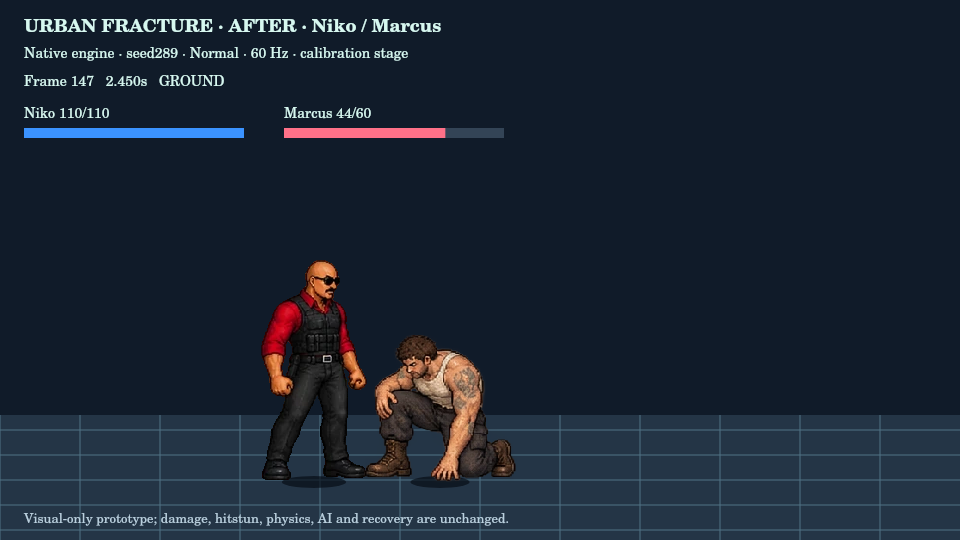 URBAN FRACTURE · AFTER · Niko / Marcus
Native engine · seed289 · Normal · 60 Hz · calibration stage
Frame 147 2.450s GROUND
Niko 110/110 Marcus 44/60
Visual-only prototype; damage, hitstun, physics, AI and recovery are unchanged.